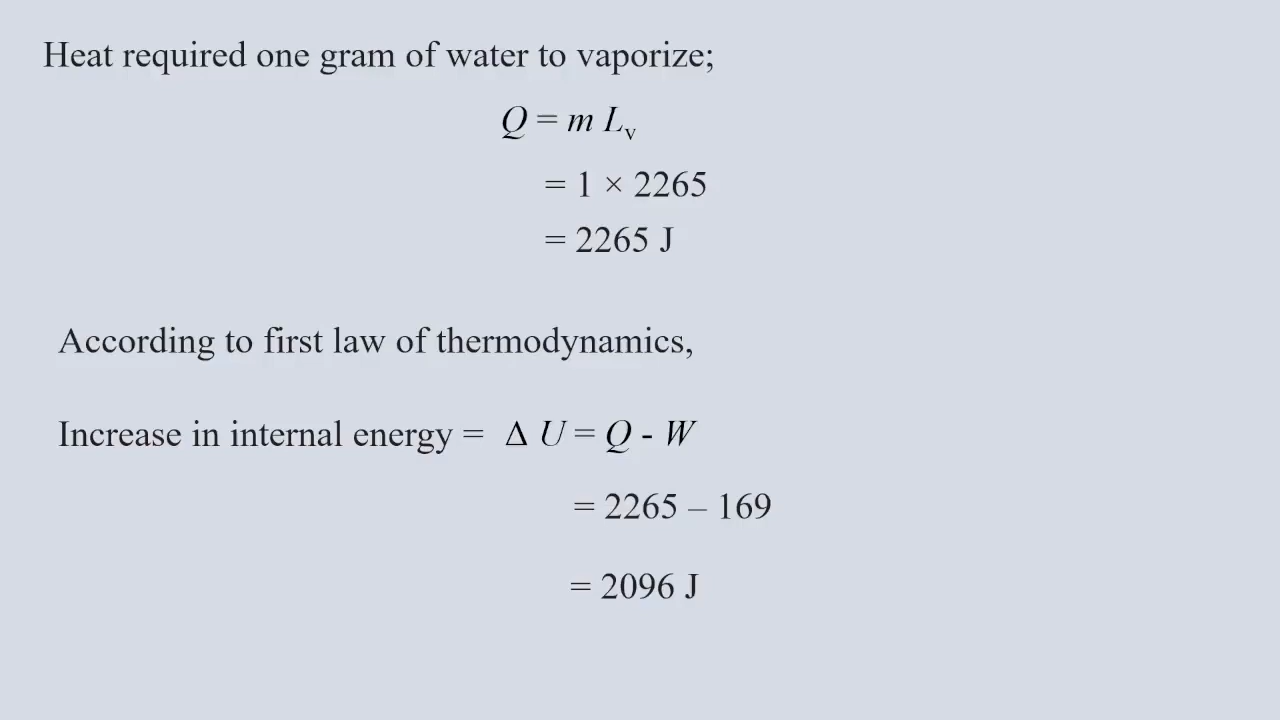 Heat required one gram of water to vaporize;
Q = m Lv
= 1 × 2265
= 2265 J
According to first law of thermodynamics,
Increase in internal energy = Δ U = Q - W
= 2265 – 169
= 2096 J